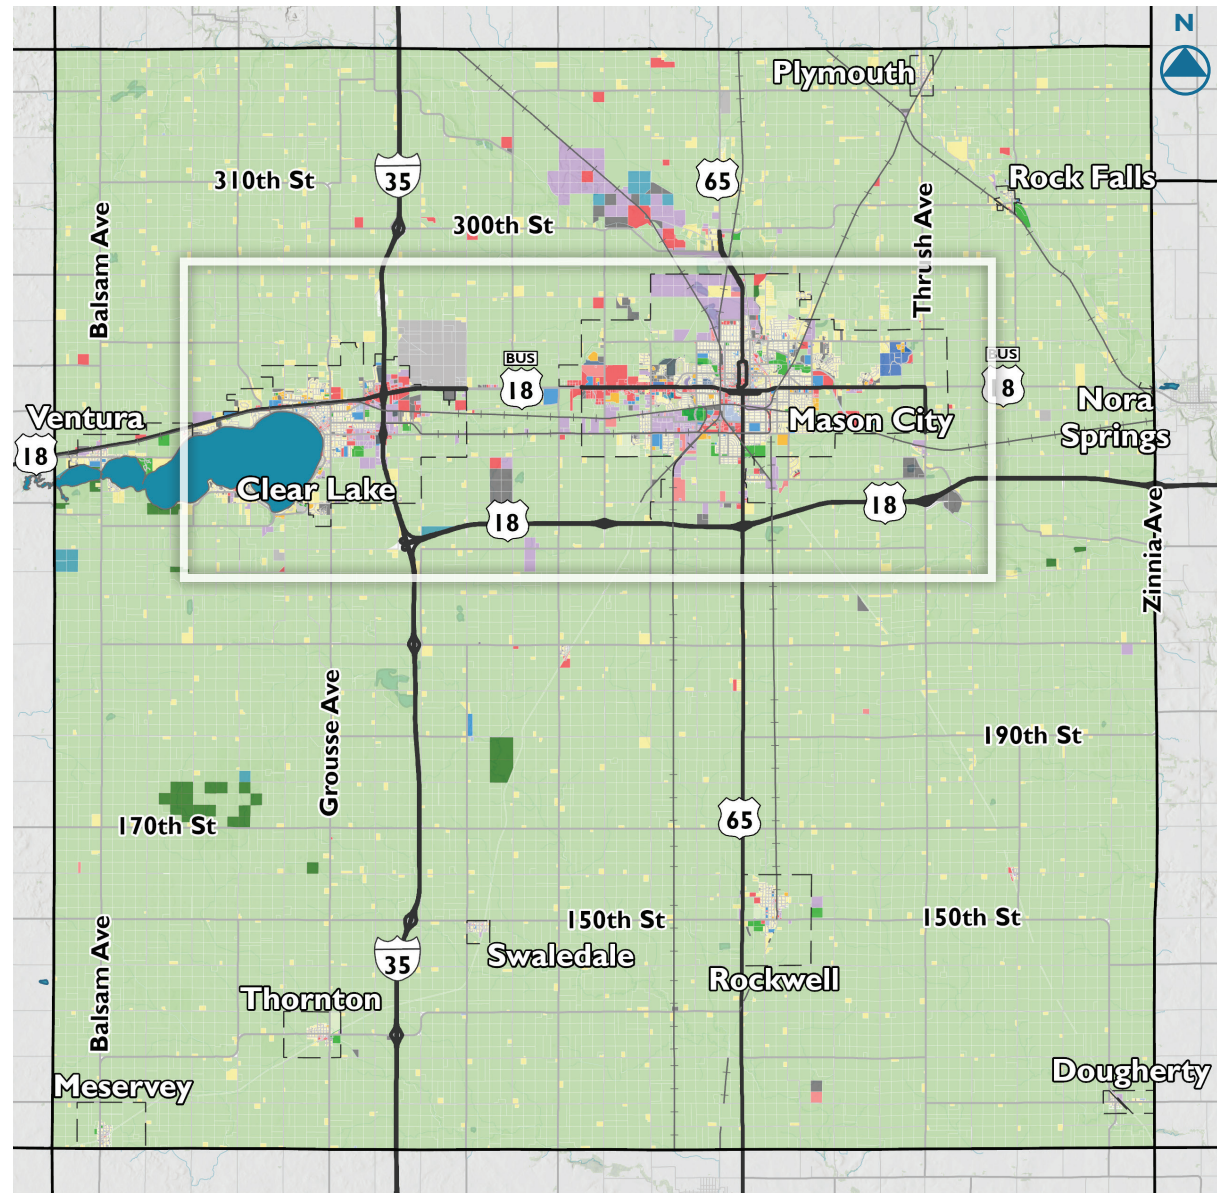 N
Plymouth
310th St
35
65
Rock Falls
Balsam Ave
300th St
Thrush Ave
BUS
18
BUS
18
Ventura
18
Nora
Springs
Mason City
Clear Lake
18
18
Zinnia Ave
Grousse Ave
190th St
65
170th St
150th St
150th St
Balsam Ave
35
Swaledale
Rockwell
Thornton
Meservey
Dougherty